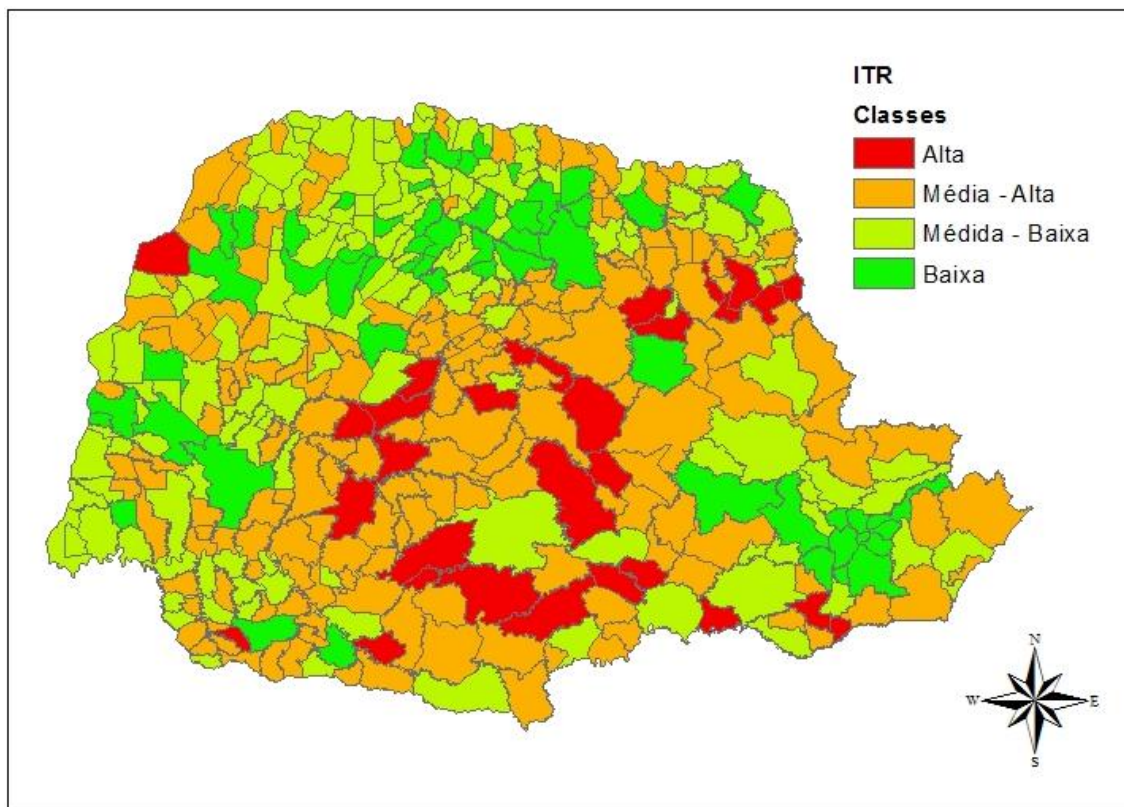 ITR
Classes
Alta
Média - Alta
Médida - Baixa
Baixa
N
W E
S